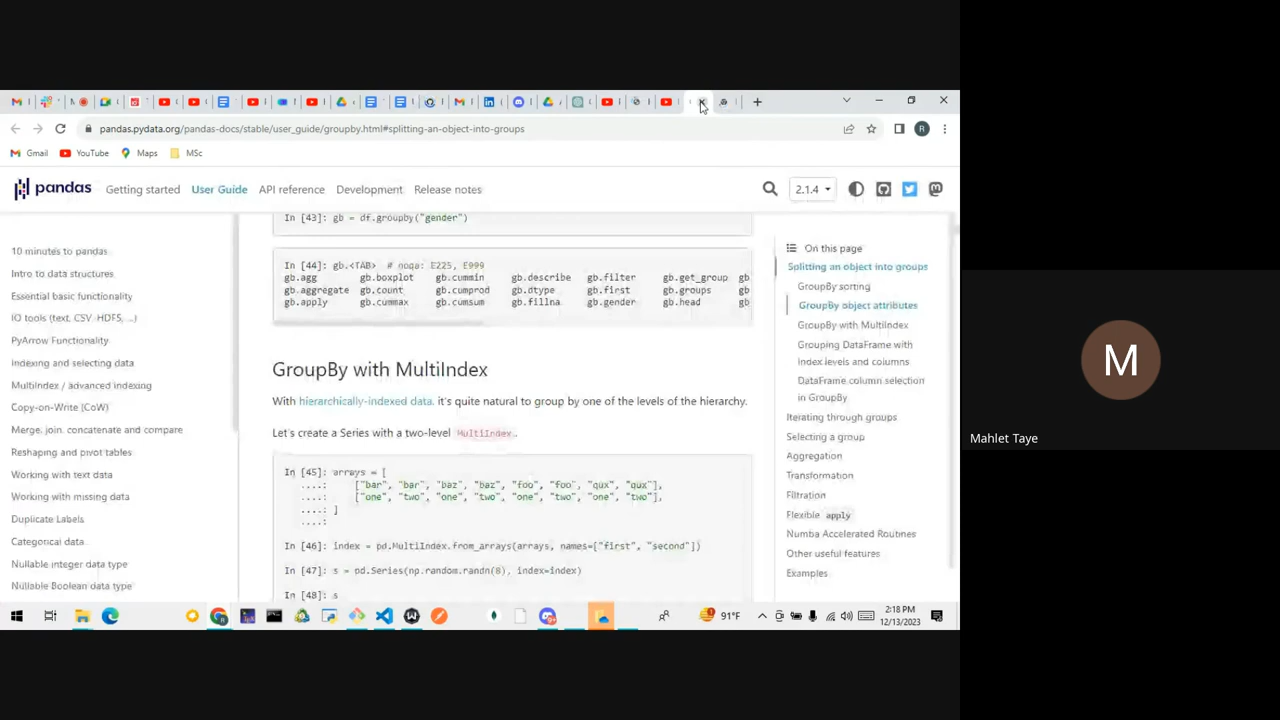 pandas.pydata.org/pandas-docs/stable/user_guide/groupby.html#splitting-an-object-into-groups
R
Gmail YouTube Maps MSc
pandas Getting started User Guide API reference Development Release notes 2.1.4
10 minutes to pandas
Intro to data structures
Essential basic functionality
IO tools (text, CSV, HDF5, ...)
PyArrow Functionality
Indexing and selecting data
MultiIndex / advanced indexing
Copy-on-Write (CoW)
Merge, join, concatenate and compare
Reshaping and pivot tables
Working with text data
Working with missing data
Duplicate Labels
Categorical data
Nullable integer data type
Nullable Boolean data type
In [43]: gb = df.groupby("gender")
In [44]: gb.<TAB> # noqa: E225, E999
gb.agg gb.boxplot gb.cummin gb.describe gb.filter gb.get_group gb
gb.aggregate gb.count gb.cumprod gb.dtype gb.first gb.groups gb
gb.apply gb.cummax gb.cumsum gb.fillna gb.gender gb.head gb
GroupBy with MultiIndex
With hierarchically-indexed data, it's quite natural to group by one of the levels of the hierarchy.
Let's create a Series with a two-level MultiIndex.
In [45]: arrays = [
....: ["bar", "bar", "baz", "baz", "foo", "foo", "qux", "qux"],
....: ["one", "two", "one", "two", "one", "two", "one", "two"],
....: ]
....:
In [46]: index = pd.MultiIndex.from_arrays(arrays, names=["first", "second"])
In [47]: s = pd.Series(np.random.randn(8), index=index)
In [48]: s
On this page
Splitting an object into groups
GroupBy sorting
GroupBy object attributes
GroupBy with MultiIndex
Grouping DataFrame with
Index levels and columns
DataFrame column selection
in GroupBy
Iterating through groups
Selecting a group
Aggregation
Transformation
Filtration
Flexible apply
Numba Accelerated Routines
Other useful features
Examples
91°F
2:18 PM
12/13/2023
M
Mahlet Taye